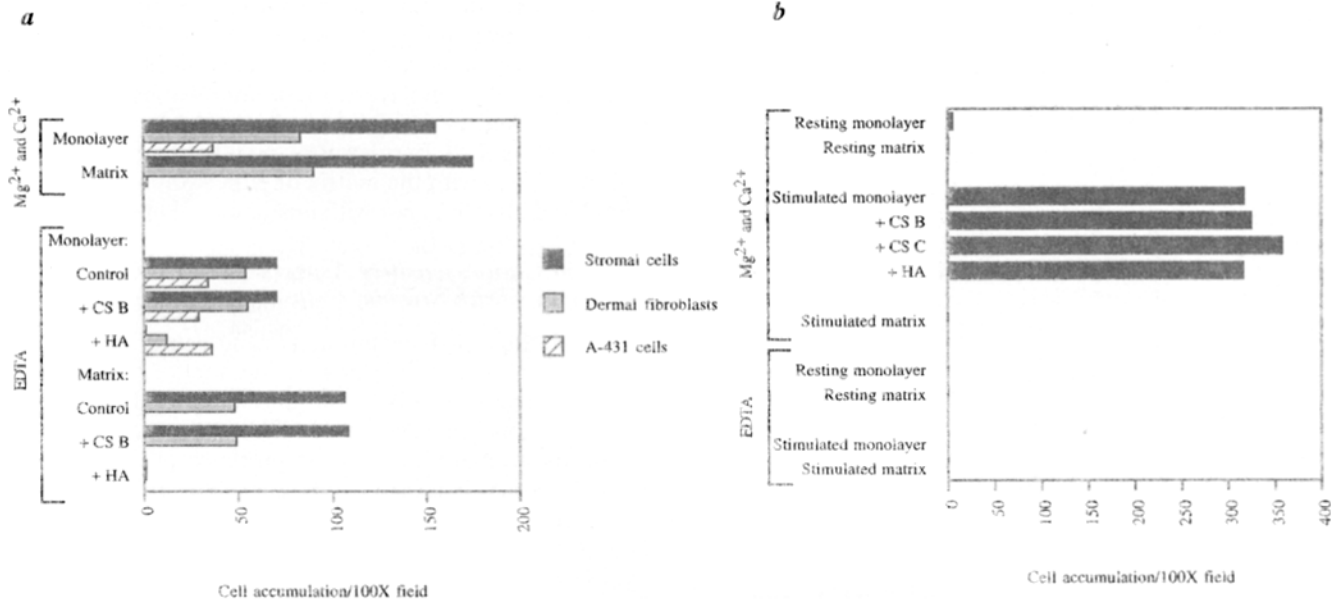 a
Mg2+ and Ca2+
Monolayer
Matrix
EDTA
Monolayer:
Control
+ CS B
+ HA
Matrix:
Control
+ CS B
+ HA
0 50 100 150 200
Cell accumulation/100X field
Stromal cells
Dermal fibroblasts
A-431 cells
b
Mg2+ and Ca2+
Resting monolayer
Resting matrix
Stimulated monolayer
+ CS B
+ CS C
+ HA
Stimulated matrix
EDTA
Resting monolayer
Resting matrix
Stimulated monolayer
Stimulated matrix
0 50 100 150 200 250 300 350 400
Cell accumulation/100X field